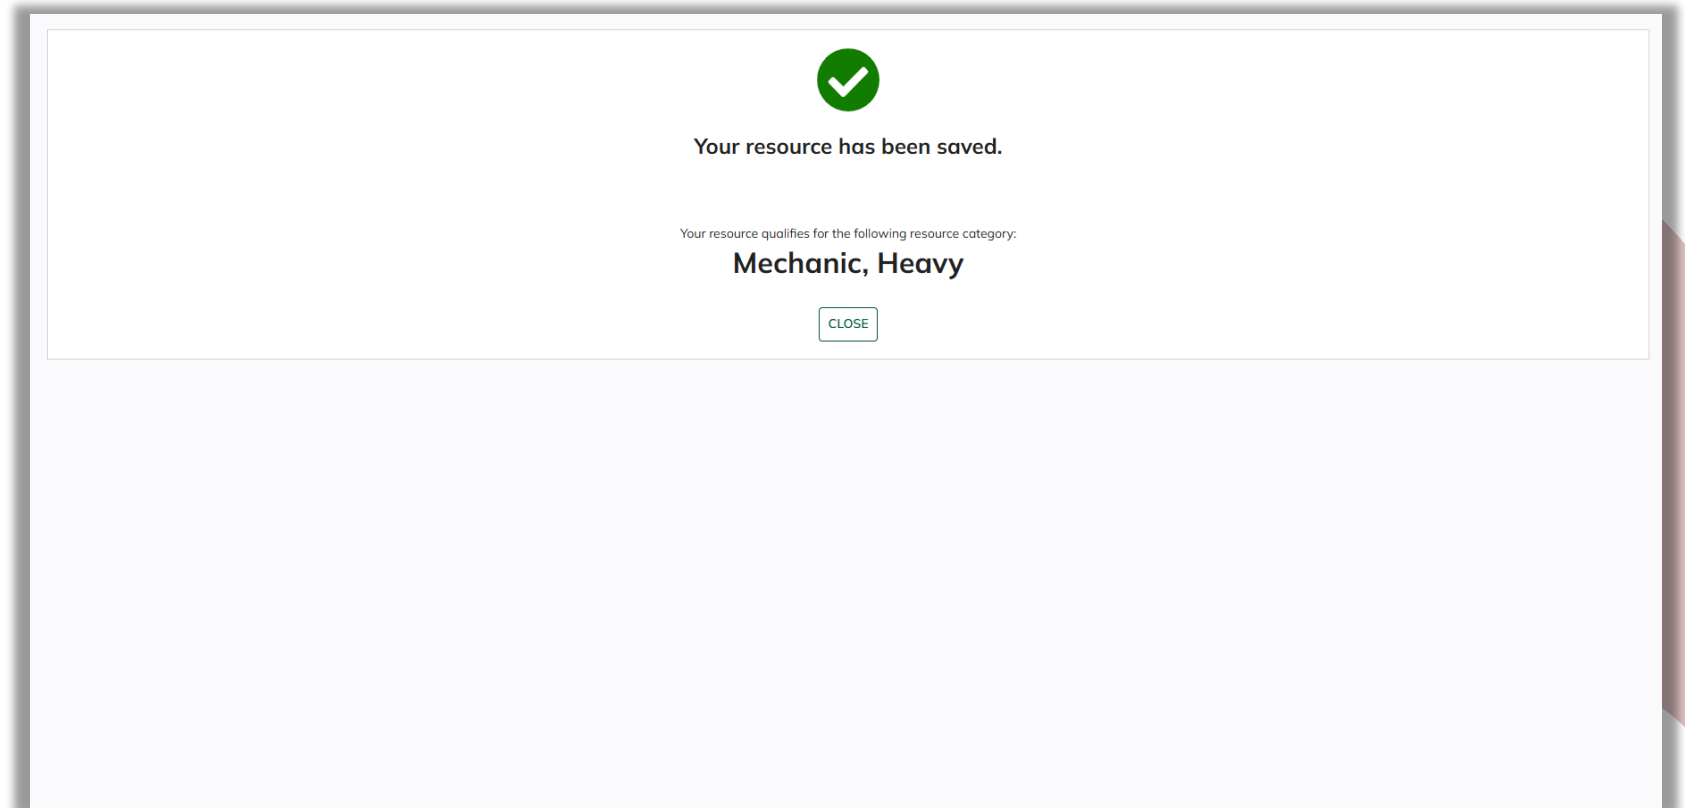 Your resource has been saved.
Your resource qualifies for the following resource category:
Mechanic, Heavy
CLOSE